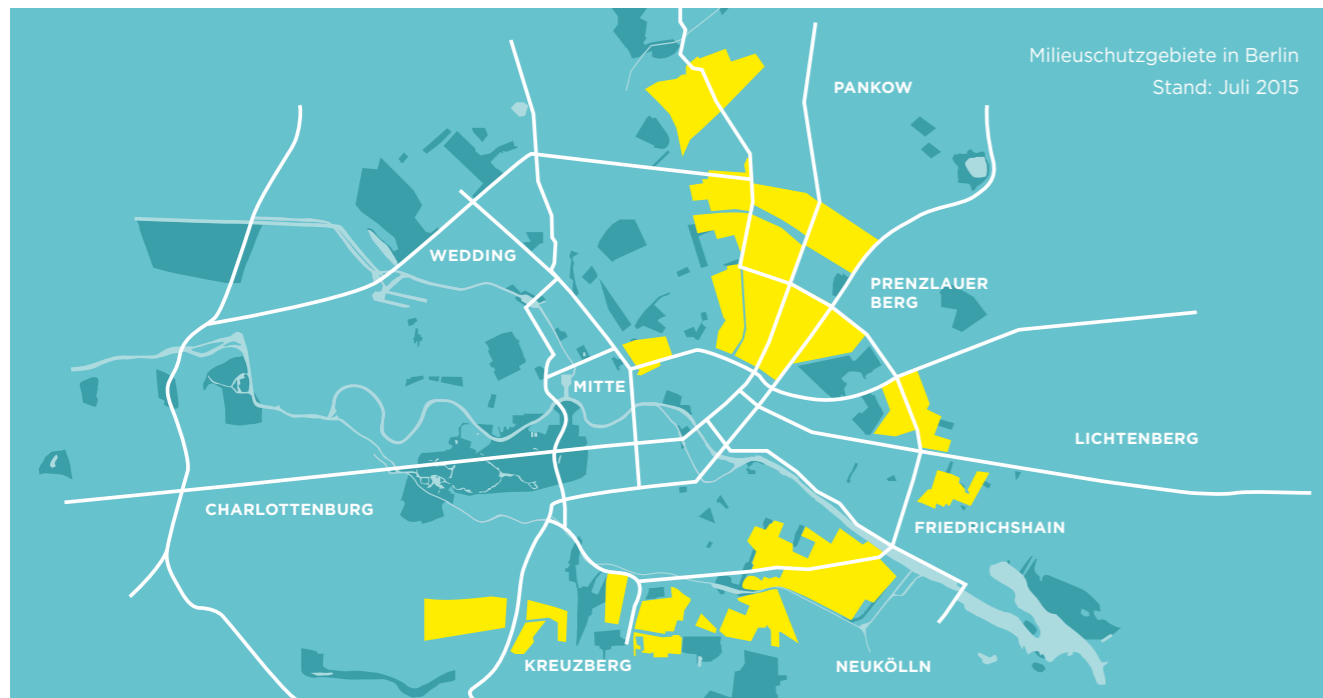 Milieuschutzgebiete in Berlin
Stand: Juli 2015
PANKOW
WEDDING
PRENZLAUER
BERG
MITTE
LICHTENBERG
CHARLOTTENBURG
FRIEDRICHSHAIN
KREUZBERG
NEUKÖLLN